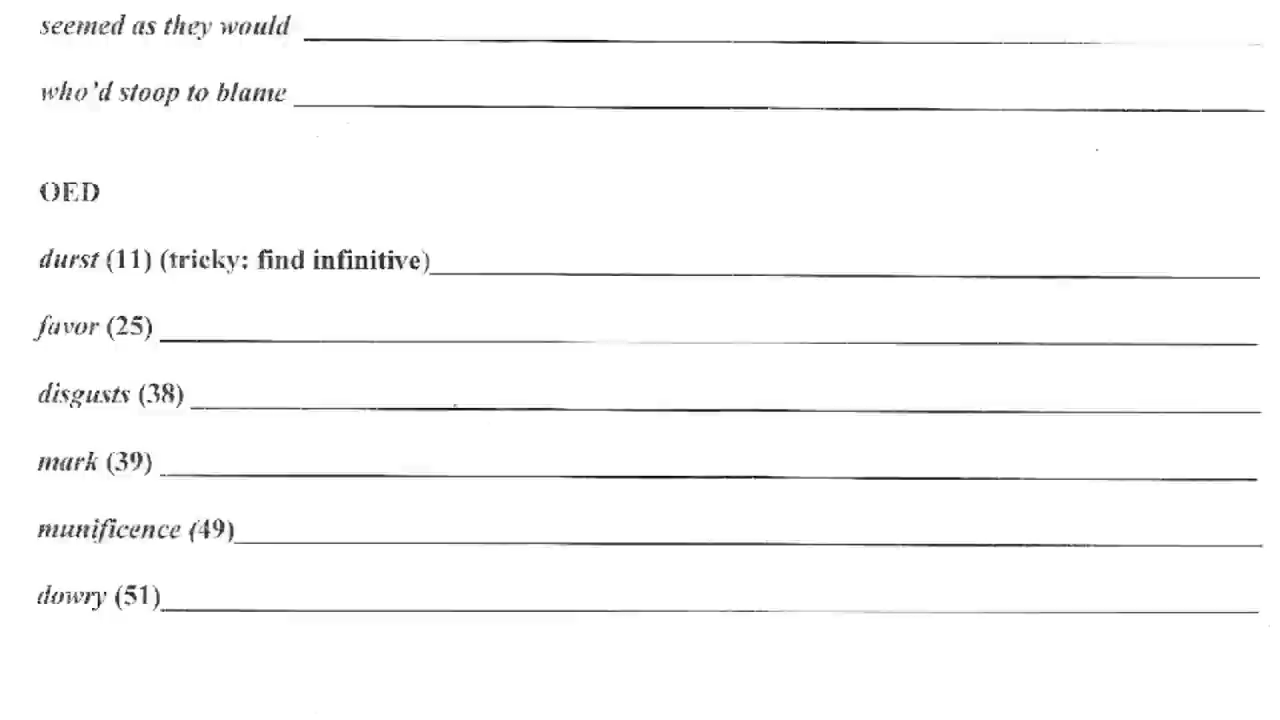 seemed as they would
who'd stoop to blame
OED
durst (11) (tricky: find infinitive)
favor (25)
disgusts (38)
mark (39)
munificence (49)
dowry (51)